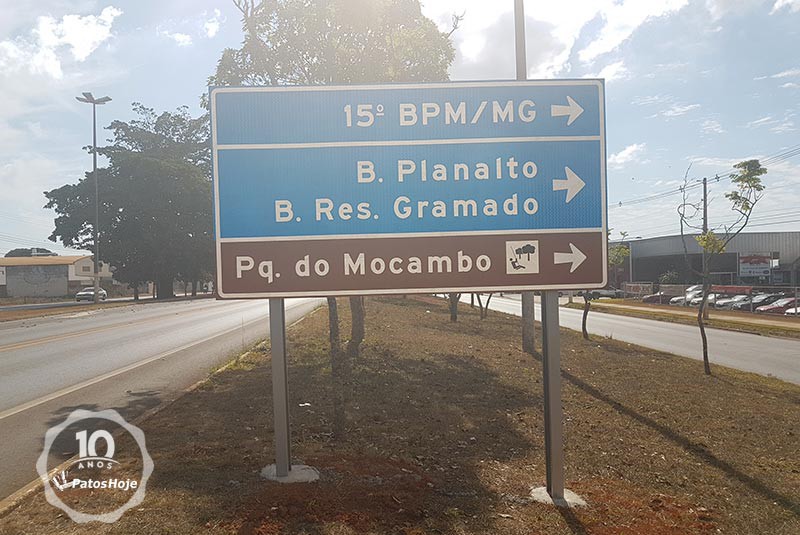 15º BPM/MG
B. Planalto
B. Res. Gramado
Pq. do Mocambo
10
ANOS
PatosHoje